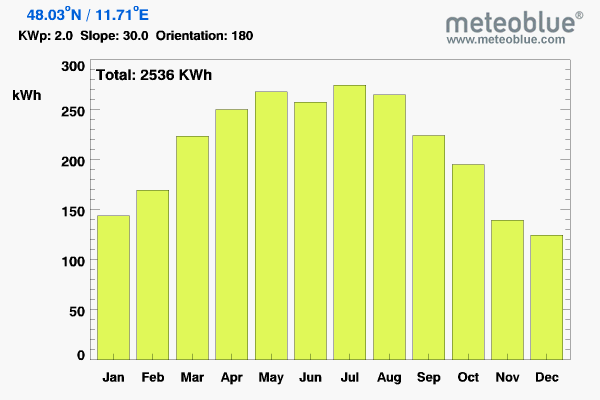 48.03°N / 11.71°E
KWp: 2.0 Slope: 30.0 Orientation: 180
meteoblue®
www.meteoblue.com
kWh
Total: 2536 KWh
300
250
200
150
100
50
0
Jan Feb Mar Apr May Jun Jul Aug Sep Oct Nov Dec